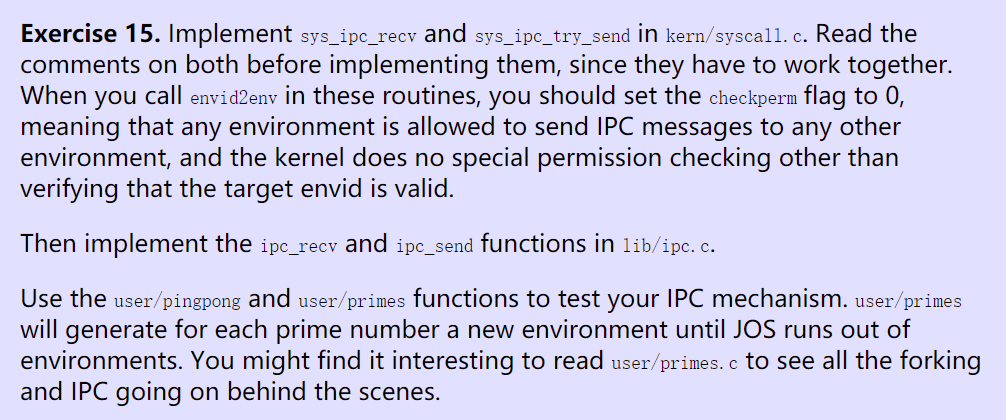 Exercise 15. Implement sys_ipc_recv and sys_ipc_try_send in kern/syscall.c. Read the
comments on both before implementing them, since they have to work together.
When you call envid2env in these routines, you should set the checkperm flag to 0,
meaning that any environment is allowed to send IPC messages to any other
environment, and the kernel does no special permission checking other than
verifying that the target envid is valid.
Then implement the ipc_recv and ipc_send functions in lib/ipc.c.
Use the user/pingpong and user/primes functions to test your IPC mechanism. user/primes
will generate for each prime number a new environment until JOS runs out of
environments. You might find it interesting to read user/primes.c to see all the forking
and IPC going on behind the scenes.